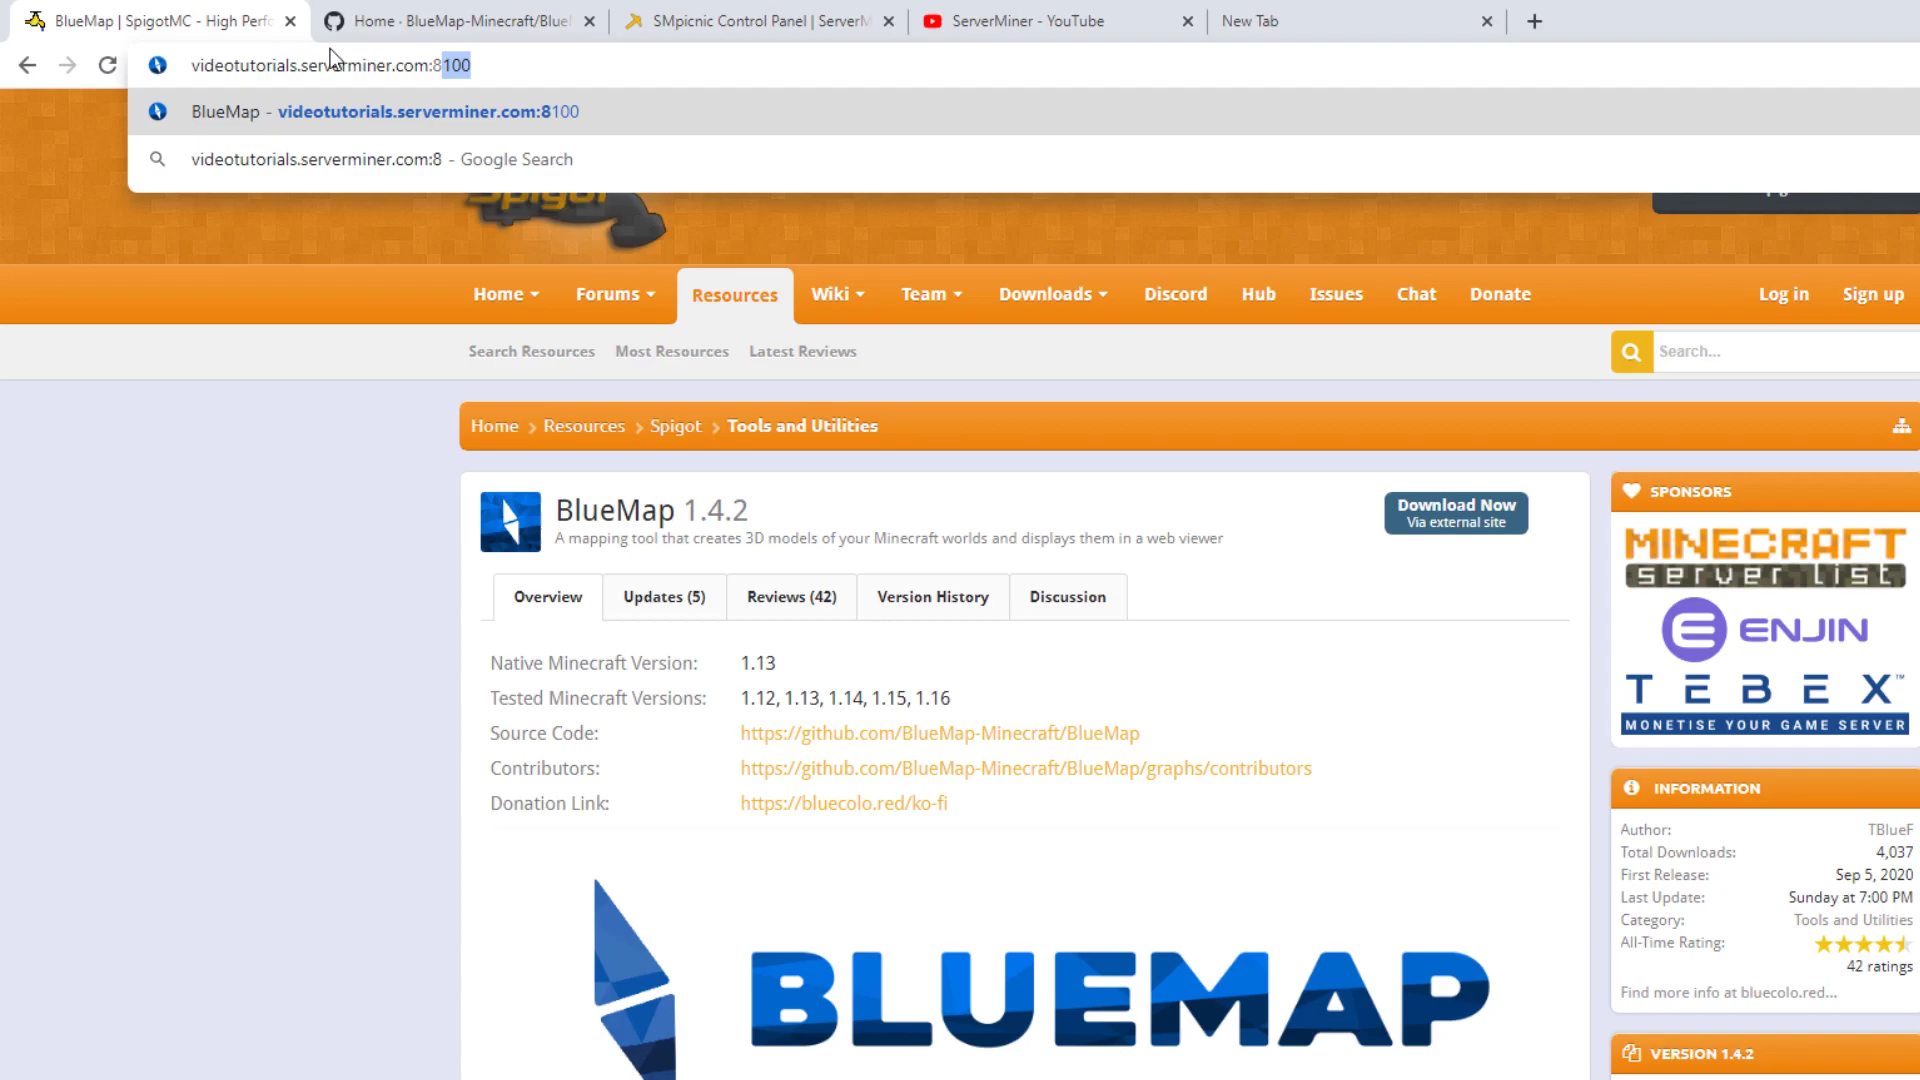 BlueMap | SpigotMC - High Perfo
Home · BlueMap-Minecraft/Blue
SMpicnic Control Panel | ServerM
ServerMiner - YouTube
New Tab
videotutorials.serverminer.com:8100
BlueMap - videotutorials.serverminer.com:8100
videotutorials.serverminer.com:8 - Google Search
Spigot
Home
Forums
Resources
Wiki
Team
Downloads
Discord
Hub
Issues
Chat
Donate
Log in
Sign up
Search Resources
Most Resources
Latest Reviews
Search...
Home
Resources
Spigot
Tools and Utilities
BlueMap 1.4.2
A mapping tool that creates 3D models of your Minecraft worlds and displays them in a web viewer
Download Now
Via external site
Overview
Updates (5)
Reviews (42)
Version History
Discussion
Native Minecraft Version: 1.13
Tested Minecraft Versions: 1.12, 1.13, 1.14, 1.15, 1.16
Source Code: https://github.com/BlueMap-Minecraft/BlueMap
Contributors: https://github.com/BlueMap-Minecraft/BlueMap/graphs/contributors
Donation Link: https://bluecolo.red/ko-fi
BLUEMAP
SPONSORS
MINECRAFT
server list
ENJIN
TEBEX™
MONETISE YOUR GAME SERVER
INFORMATION
Author: TBlueF
Total Downloads: 4,037
First Release: Sep 5, 2020
Last Update: Sunday at 7:00 PM
Category: Tools and Utilities
All-Time Rating:
42 ratings
Find more info at bluecolo.red...
VERSION 1.4.2